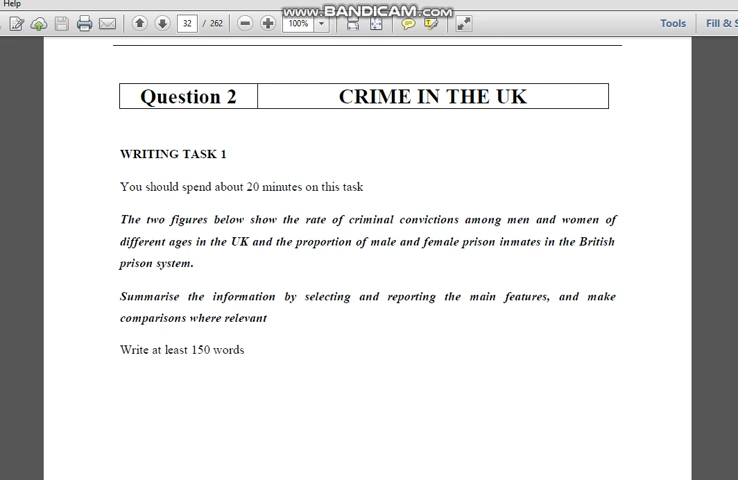 Help
www.BANDICAM.com
32 / 262
100%
Tools
Fill & S
Question 2
CRIME IN THE UK
WRITING TASK 1
You should spend about 20 minutes on this task
The two figures below show the rate of criminal convictions among men and women of
different ages in the UK and the proportion of male and female prison inmates in the British
prison system.
Summarise the information by selecting and reporting the main features, and make
comparisons where relevant
Write at least 150 words